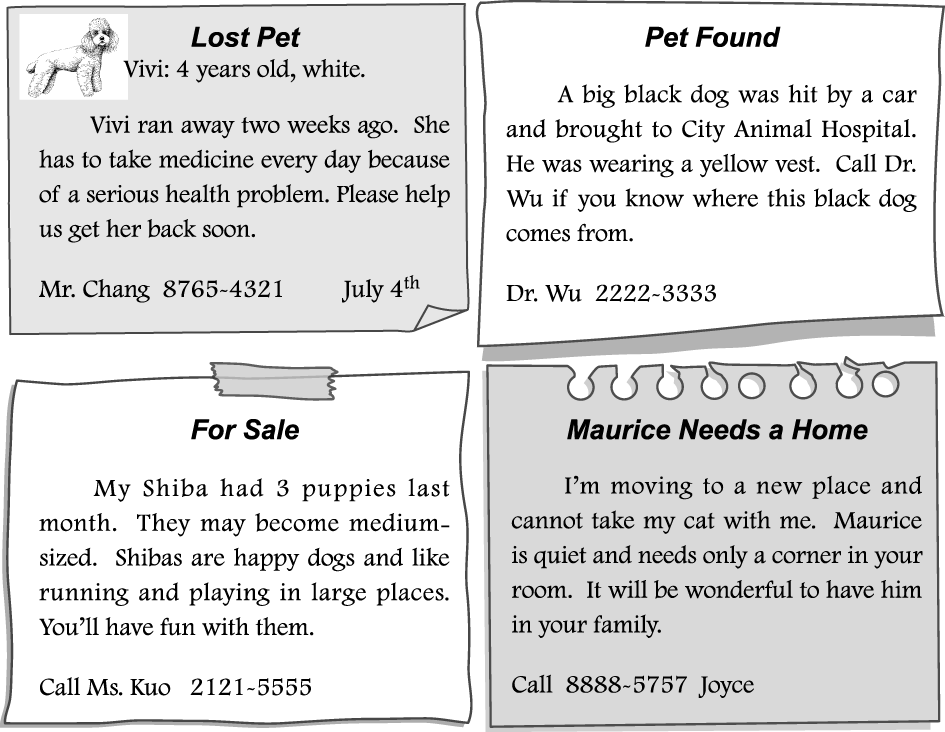 Lost Pet
Vivi: 4 years old, white.
Vivi ran away two weeks ago. She
has to take medicine every day because
of a serious health problem. Please help
us get her back soon.
Mr. Chang 8765-4321 July 4th
Pet Found
A big black dog was hit by a car
and brought to City Animal Hospital.
He was wearing a yellow vest. Call Dr.
Wu if you know where this black dog
comes from.
Dr. Wu 2222-3333
For Sale
My Shiba had 3 puppies last
month. They may become medium-
sized. Shibas are happy dogs and like
running and playing in large places.
You'll have fun with them.
Call Ms. Kuo 2121-5555
Maurice Needs a Home
I'm moving to a new place and
cannot take my cat with me. Maurice
is quiet and needs only a corner in your
room. It will be wonderful to have him
in your family.
Call 8888-5757 Joyce